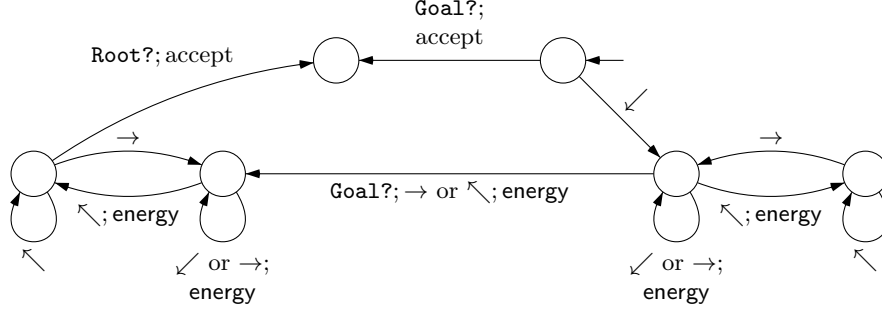 Goal?;
accept
Root?; accept
↙
→
→
Goal?; → or ↖; energy
↖; energy
↖; energy
↖
↙ or →;
energy
↙ or →;
energy
↖